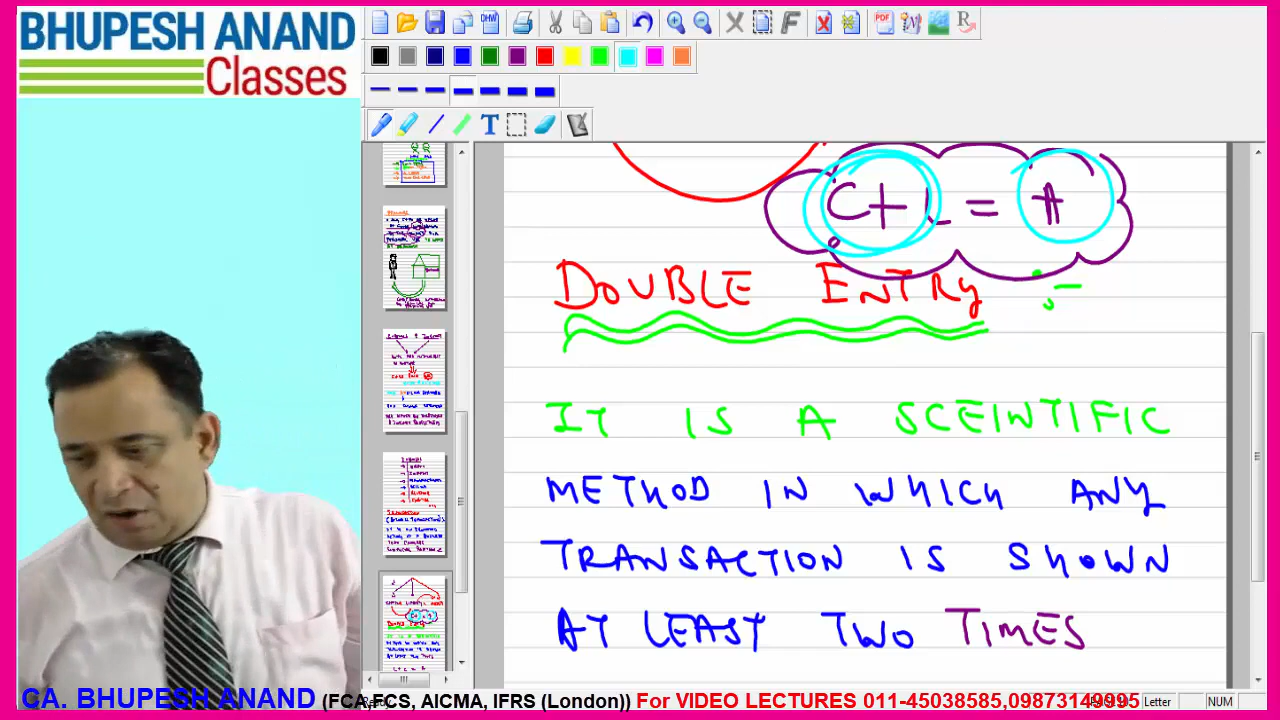 BHUPESH ANAND
Classes
C + L = A
DOUBLE ENTRY :-
IT IS A SCEINTIFIC
METHOD IN WHICH ANY
TRANSACTION IS SHOWN
AT LEAST TWO TIMES
Letter NUM
CA. BHUPESH ANAND (FCA,FCS, AICMA, IFRS (London)) For VIDEO LECTURES 011-45038585,09873149995